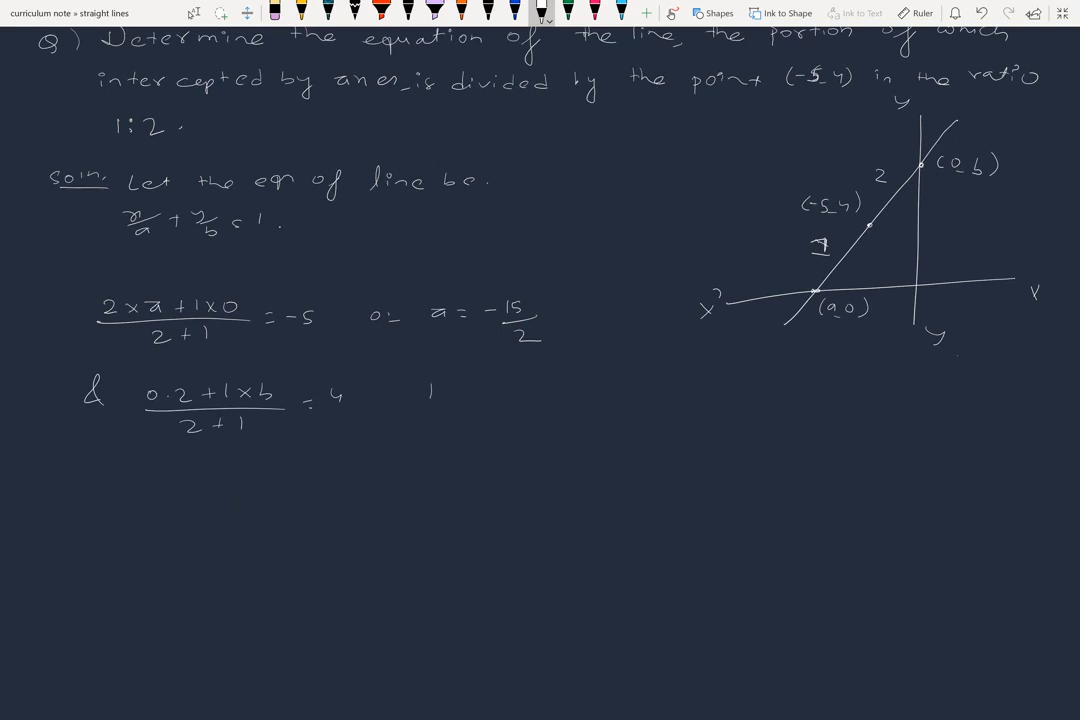 curriculum note » straight lines
Shapes Ink to Shape Ink to Text Ruler
Q) Determine the equation of the line, the portion of which
intercepted by axes, is divided by the point (-5, 4) in the ratio
1:2.
Soln. Let the eqn of line be.
x/a + y/b = 1.
(2 × a + 1 × 0)/(2 + 1) = -5 or a = -15/2
& (0.2 + 1 × b)/(2 + 1) = 4 1
y
(0, b)
2
(-5, 4)
1
X'
(a, 0)
X
y